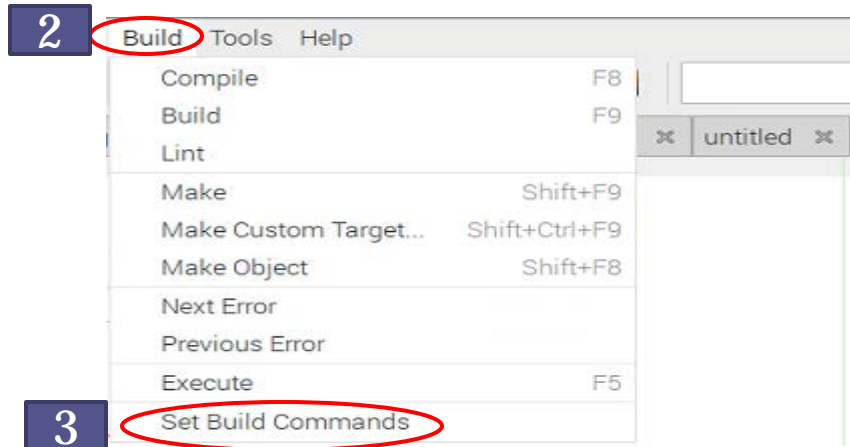 2
Build Tools Help
Compile F8
Build F9
untitled
Lint
Make Shift+F9
Make Custom Target... Shift+Ctrl+F9
Make Object Shift+F8
Next Error
Previous Error
Execute F5
3
Set Build Commands